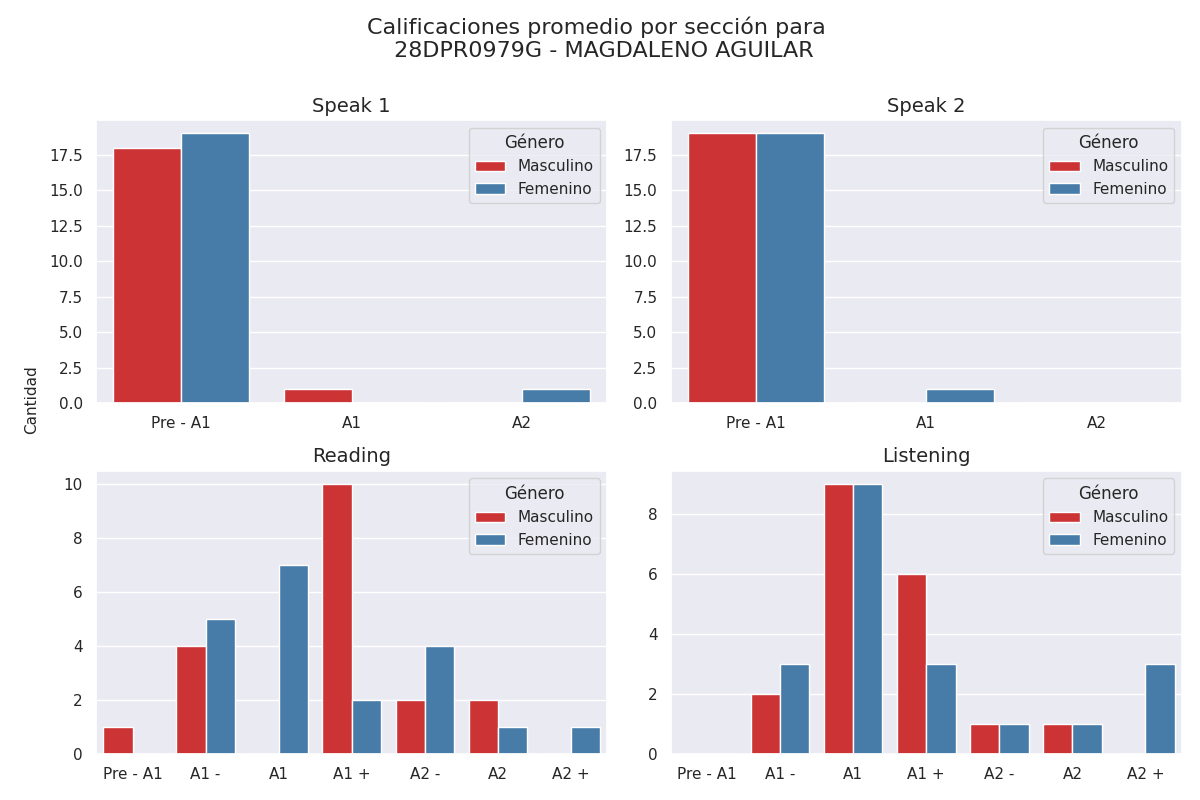 Calificaciones promedio por sección para
28DPR0979G - MAGDALENO AGUILAR
Speak 1
Género
Masculino
Femenino
17.5
15.0
12.5
10.0
7.5
5.0
2.5
0.0
Pre - A1 A1 A2
Speak 2
Género
Masculino
Femenino
17.5
15.0
12.5
10.0
7.5
5.0
2.5
0.0
Pre - A1 A1 A2
Cantidad
Reading
Género
Masculino
Femenino
10
8
6
4
2
0
Pre - A1 A1 - A1 A1 + A2 - A2 A2 +
Listening
Género
Masculino
Femenino
8
6
4
2
0
Pre - A1 A1 - A1 A1 + A2 - A2 A2 +